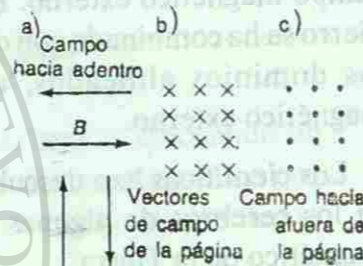 a)
b)
c)
Campo
hacia adentro
B
Vectores
de campo
de la página
Campo hacia
afuera de
la página